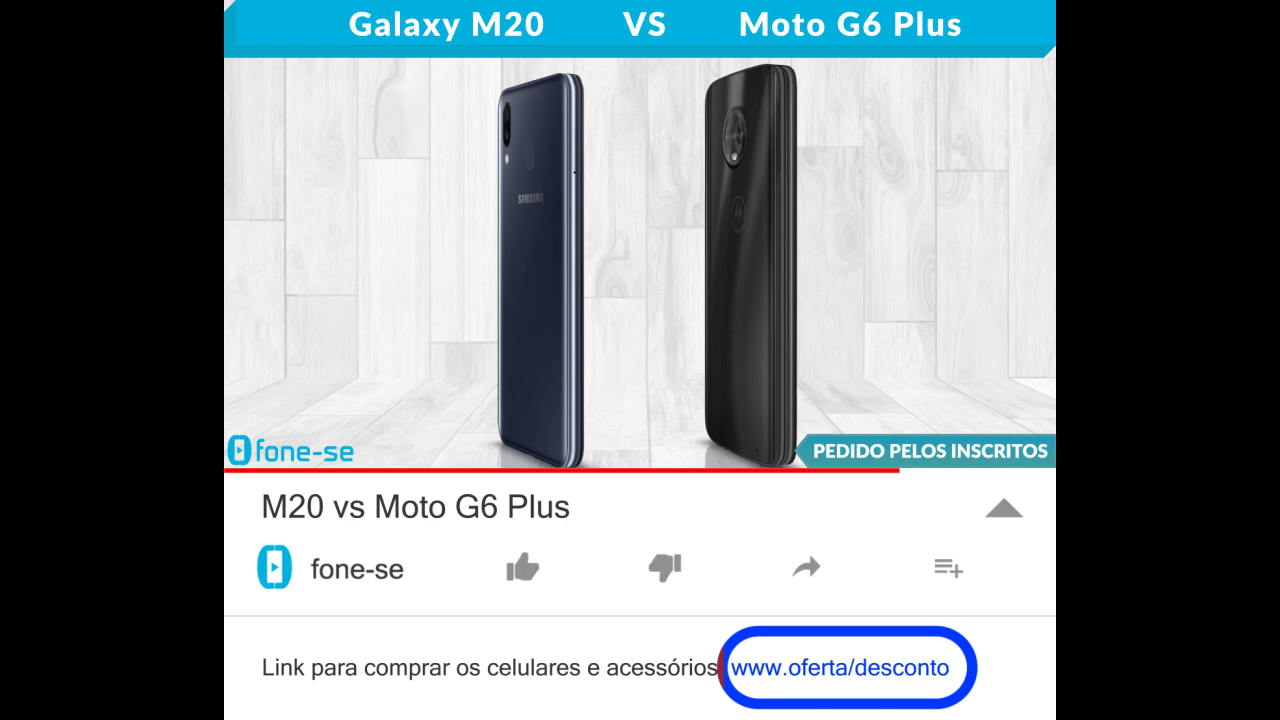 Galaxy M20 VS Moto G6 Plus
SAMSUNG
fone-se
PEDIDO PELOS INSCRITOS
M20 vs Moto G6 Plus
fone-se
Link para comprar os celulares e acessórios www.oferta/desconto